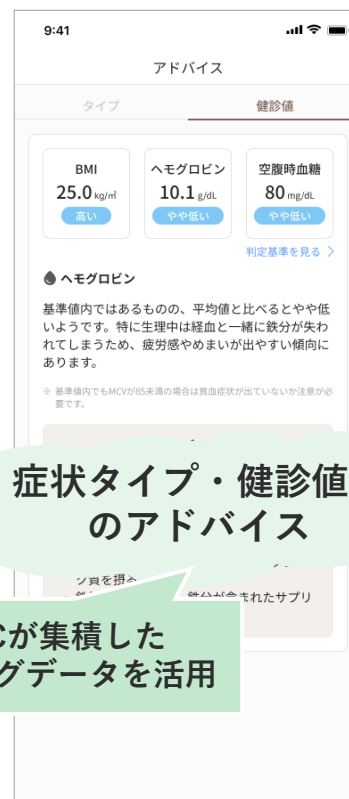 9:41
アドバイス
タイプ
健診値
BMI
25.0 kg/㎡
高い
ヘモグロビン
10.1 g/dL
やや低い
空腹時血糖
80 mg/dL
やや低い
判定基準を見る
ヘモグロビン
基準値内ではあるものの、平均値と比べるとやや低
いようです。特に生理中は経血と一緒に鉄分が失わ
れてしまうため、疲労感やめまいが出やすい傾向に
あります。
※ 基準値内でもMCVが85未満の場合は貧血症状が出ていないか注意が必
要です。
症状タイプ・健診値
のアドバイス
ク質を摂
鉄分が含まれたサプリ
が集積した
グデータを活用